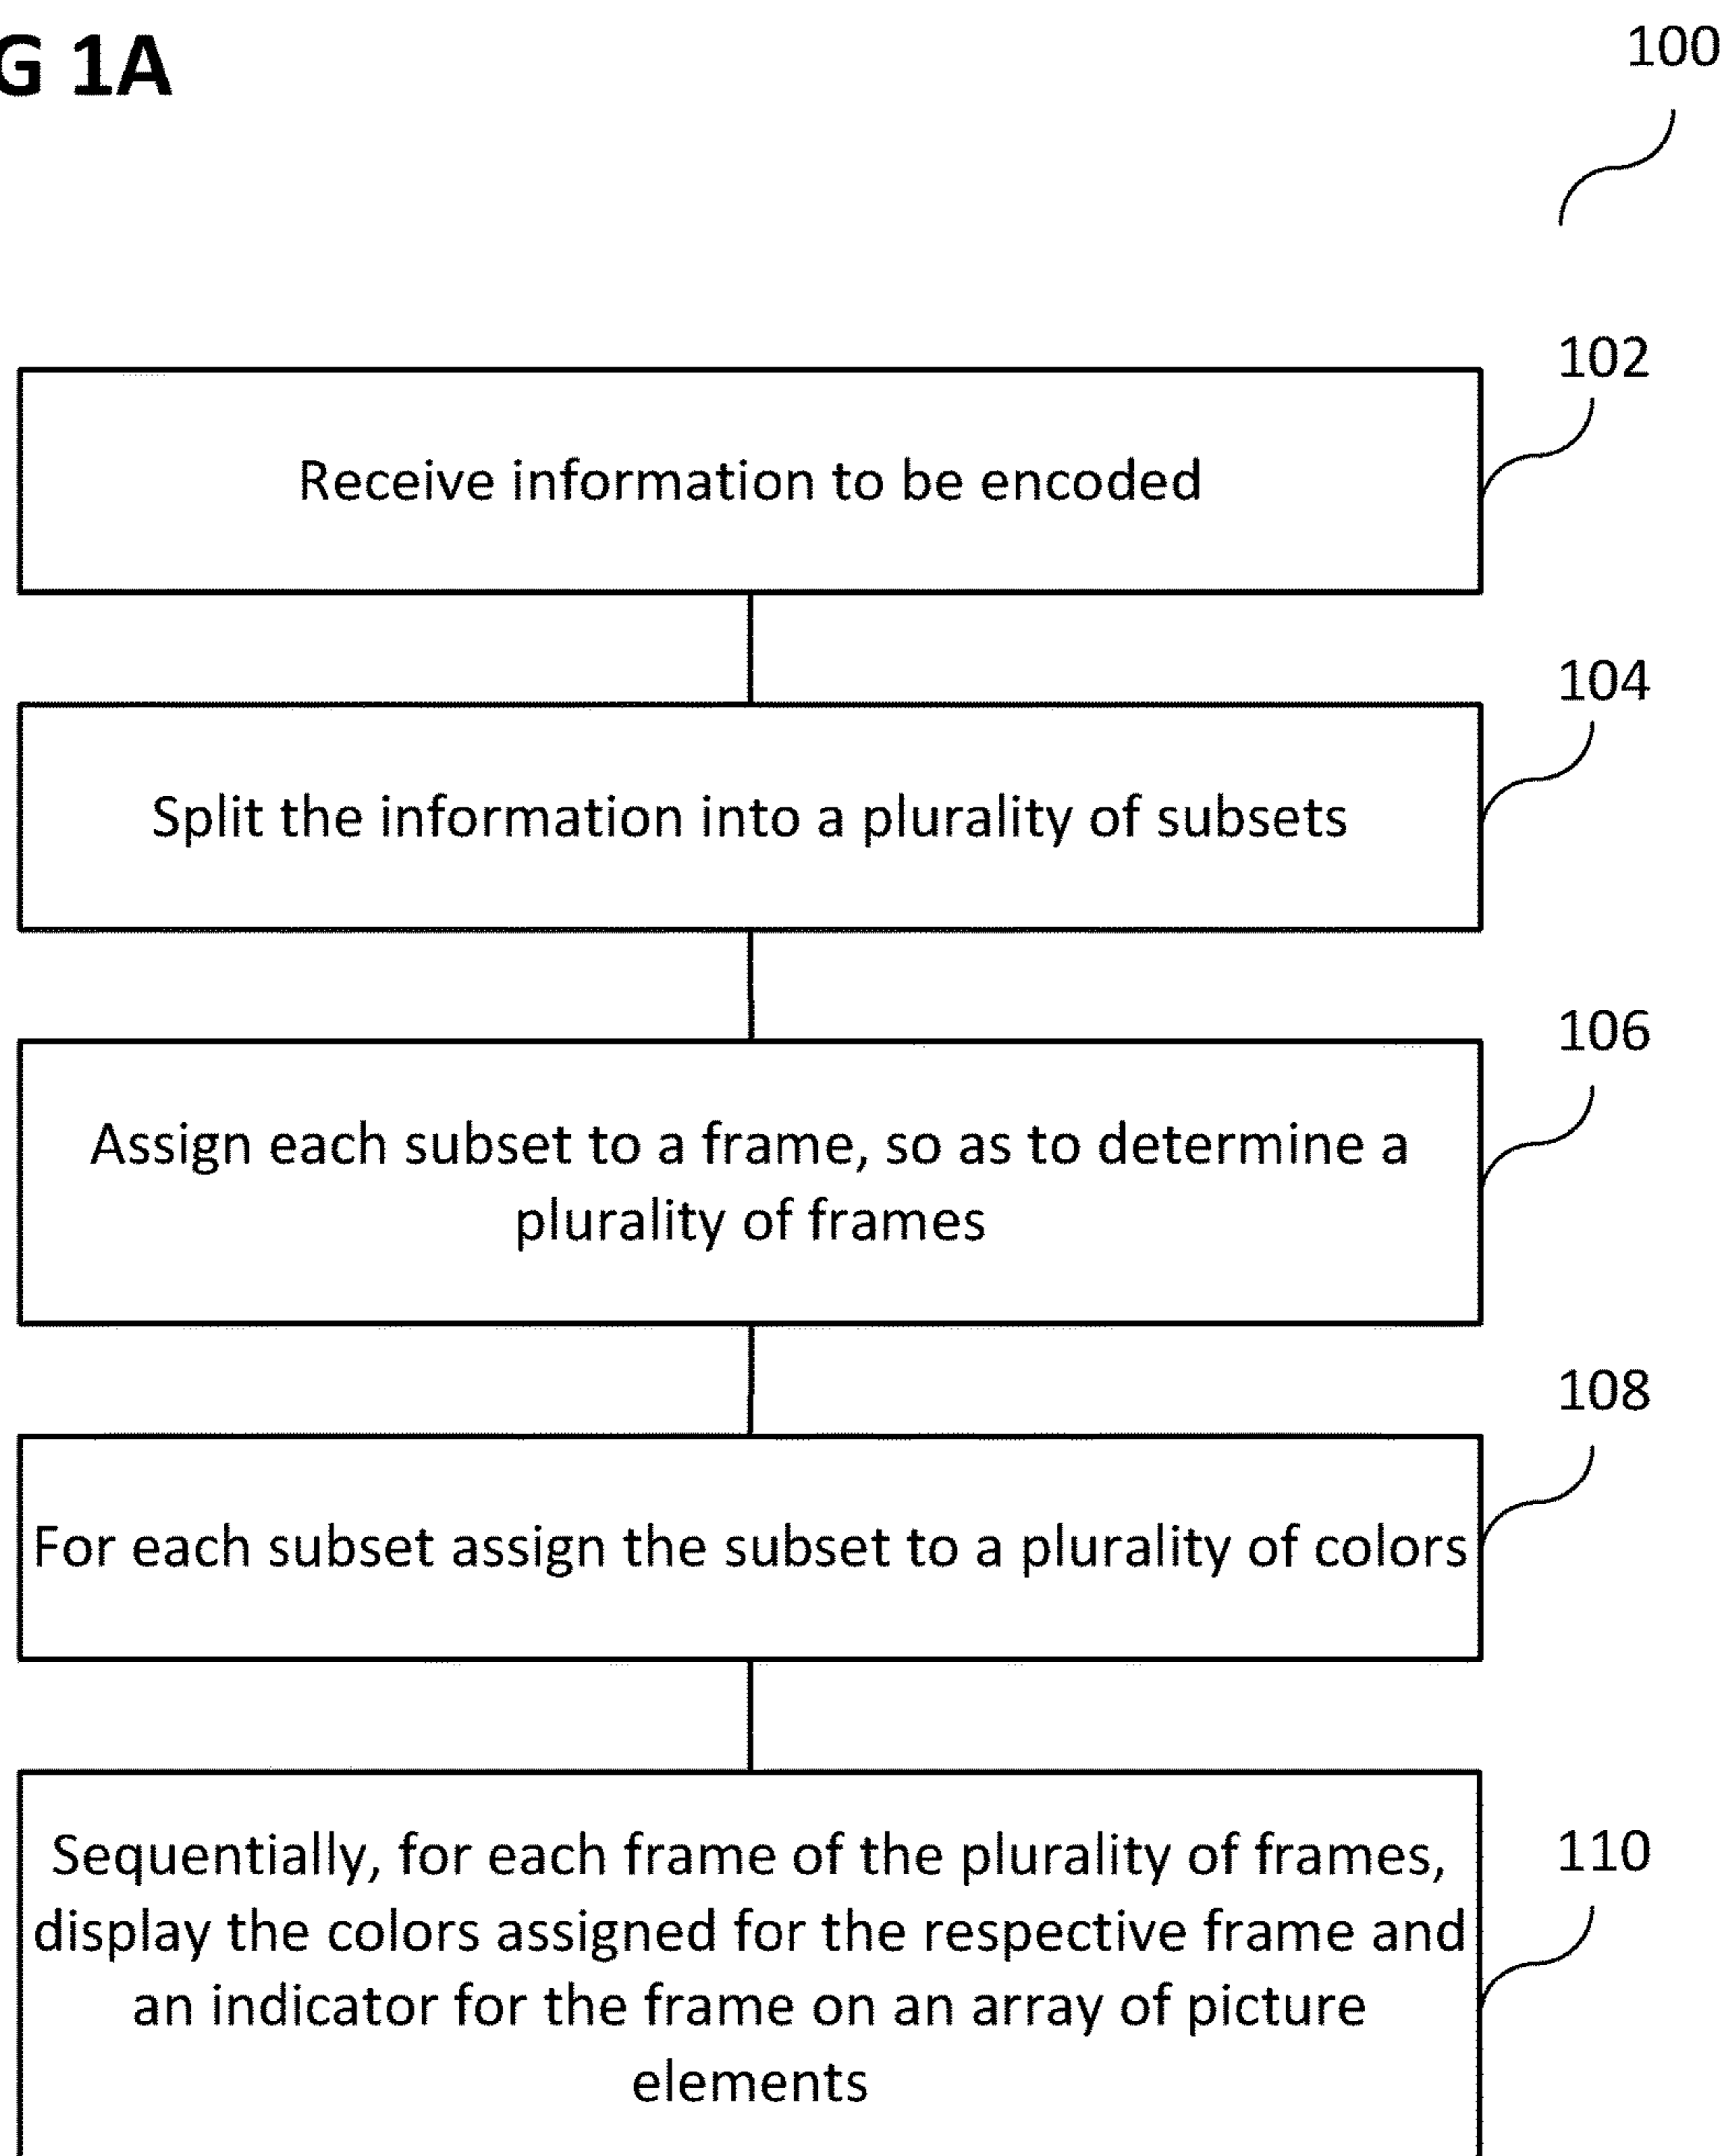 G 1A
100
102
Receive information to be encoded
104
Split the information into a plurality of subsets
106
Assign each subset to a frame, so as to determine a
plurality of frames
108
For each subset assign the subset to a plurality of colors
110
Sequentially, for each frame of the plurality of frames,
display the colors assigned for the respective frame and
an indicator for the frame on an array of picture
elements